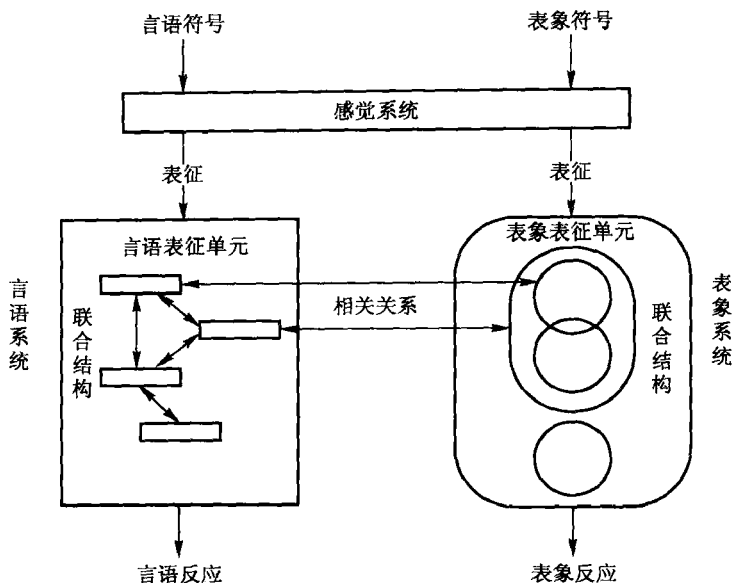 言语符号
表象符号
感觉系统
表征
表征
言语表征单元
表象表征单元
言语系统
联合结构
相关关系
联合结构
表象系统
言语反应
表象反应